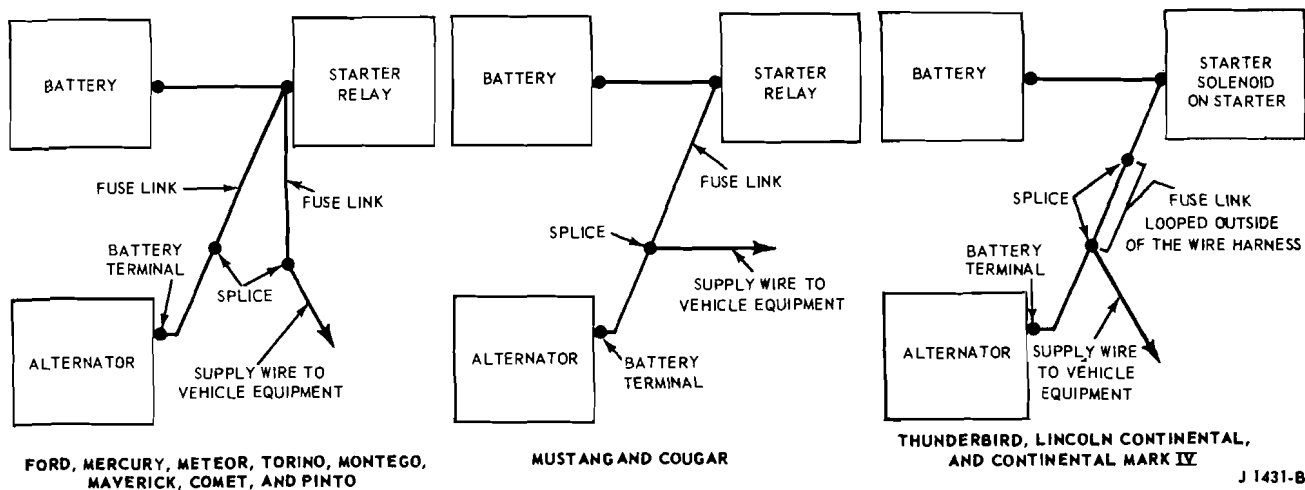 BATTERY
STARTER
RELAY
FUSE LINK
FUSE LINK
BATTERY
TERMINAL
SPLICE
ALTERNATOR
SUPPLY WIRE TO
VEHICLE EQUIPMENT
FORD, MERCURY, METEOR, TORINO, MONTEGO,
MAVERICK, COMET, AND PINTO
BATTERY
STARTER
RELAY
FUSE LINK
SPLICE
SUPPLY WIRE TO
VEHICLE EQUIPMENT
ALTERNATOR
BATTERY
TERMINAL
MUSTANG AND COUGAR
BATTERY
STARTER
SOLENOID
ON STARTER
SPLICE
FUSE LINK
LOOPED OUTSIDE
OF THE WIRE HARNESS
BATTERY
TERMINAL
ALTERNATOR
SUPPLY WIRE
TO VEHICLE
EQUIPMENT
THUNDERBIRD, LINCOLN CONTINENTAL,
AND CONTINENTAL MARK IV
J 1431-B